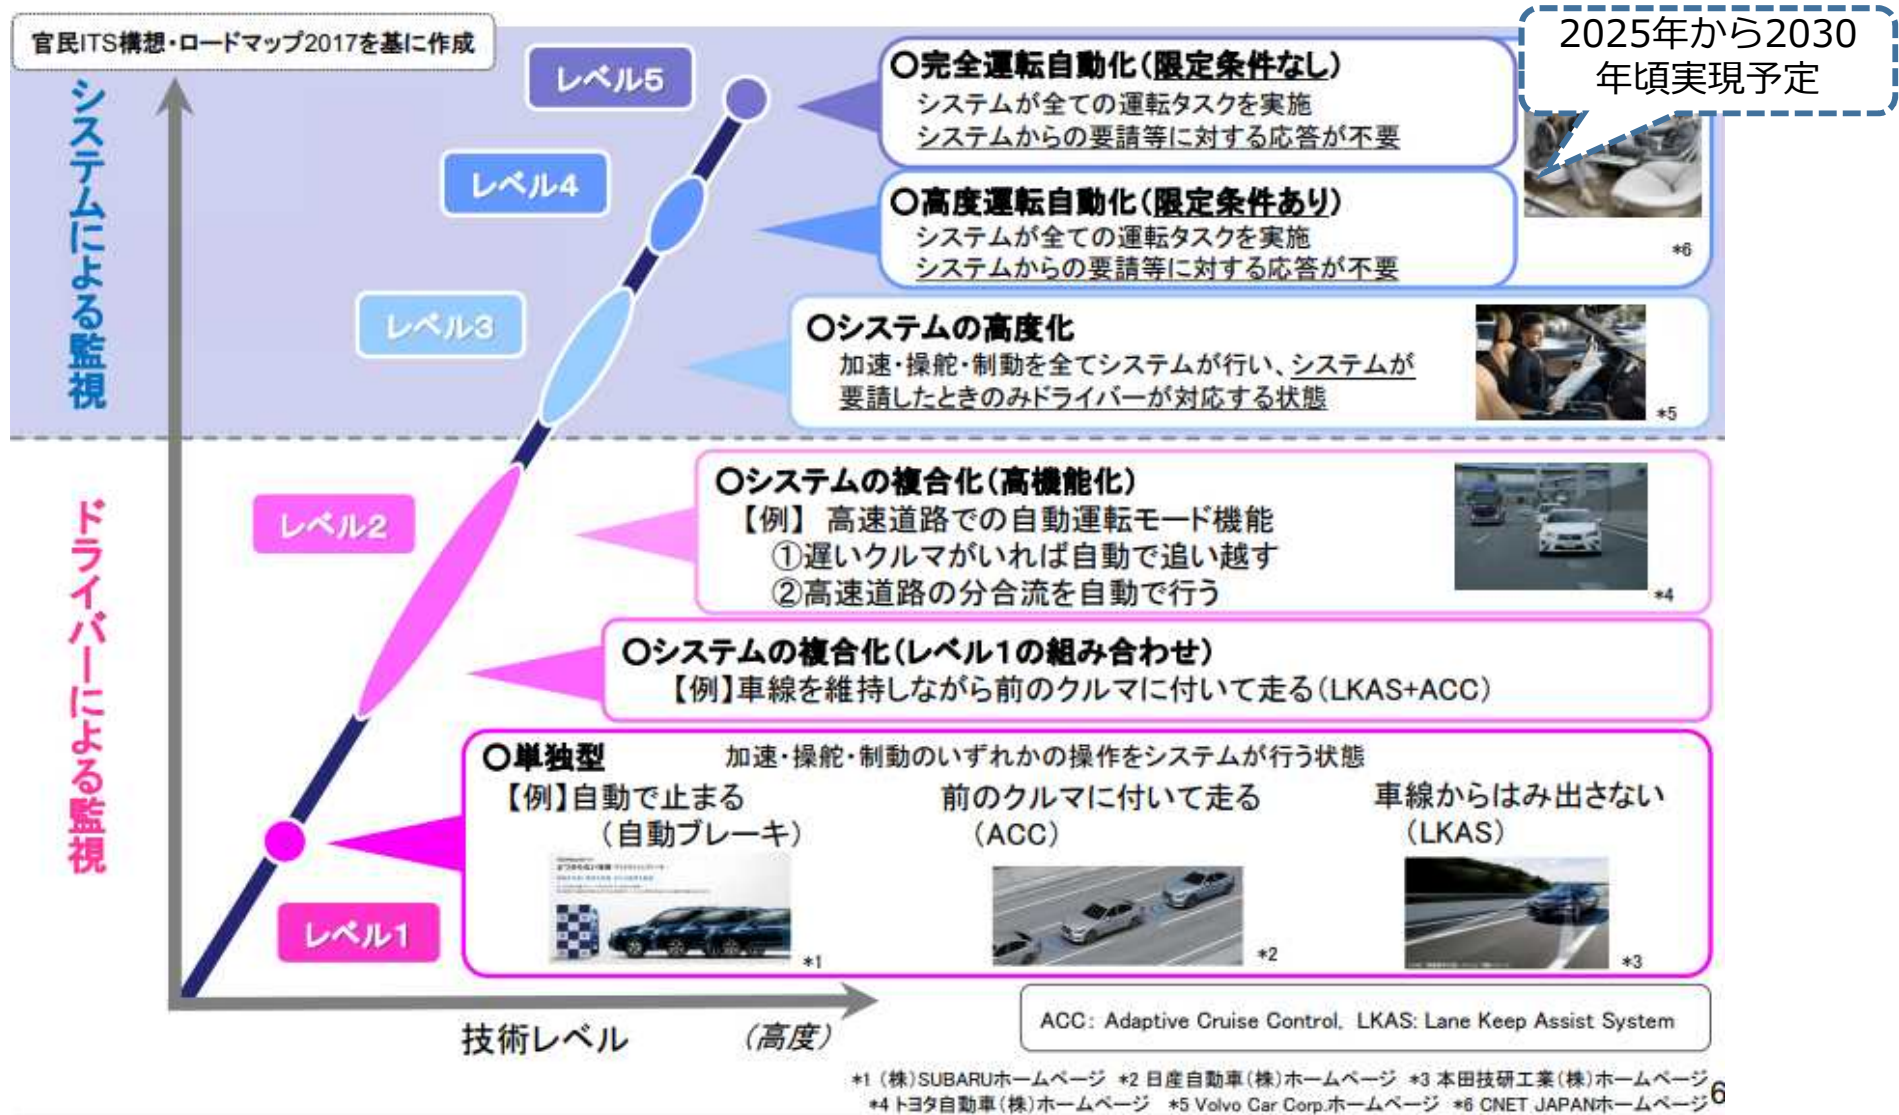 官民ITS構想・ロードマップ2017を基に作成
2025年から2030
年頃実現予定
システムによる監視
ドライバーによる監視
レベル5
〇完全運転自動化(限定条件なし)
システムが全ての運転タスクを実施
システムからの要請等に対する応答が不要
レベル4
〇高度運転自動化(限定条件あり)
システムが全ての運転タスクを実施
システムからの要請等に対する応答が不要
*6
レベル3
〇システムの高度化
加速・操舵・制動を全てシステムが行い、システムが
要請したときのみドライバーが対応する状態
*5
レベル2
〇システムの複合化(高機能化)
【例】 高速道路での自動運転モード機能
①遅いクルマがいれば自動で追い越す
②高速道路の分合流を自動で行う
*4
〇システムの複合化(レベル1の組み合わせ)
【例】車線を維持しながら前のクルマに付いて走る(LKAS+ACC)
レベル1
〇単独型 加速・操舵・制動のいずれかの操作をシステムが行う状態
【例】自動で止まる
(自動ブレーキ)
*1
前のクルマに付いて走る
(ACC)
*2
車線からはみ出さない
(LKAS)
*3
技術レベル (高度)
ACC: Adaptive Cruise Control, LKAS: Lane Keep Assist System
*1 (株)SUBARUホームページ *2 日産自動車(株)ホームページ *3 本田技研工業(株)ホームページ
*4 トヨタ自動車(株)ホームページ *5 Volvo Car Corp.ホームページ *6 CNET JAPANホームページ
6